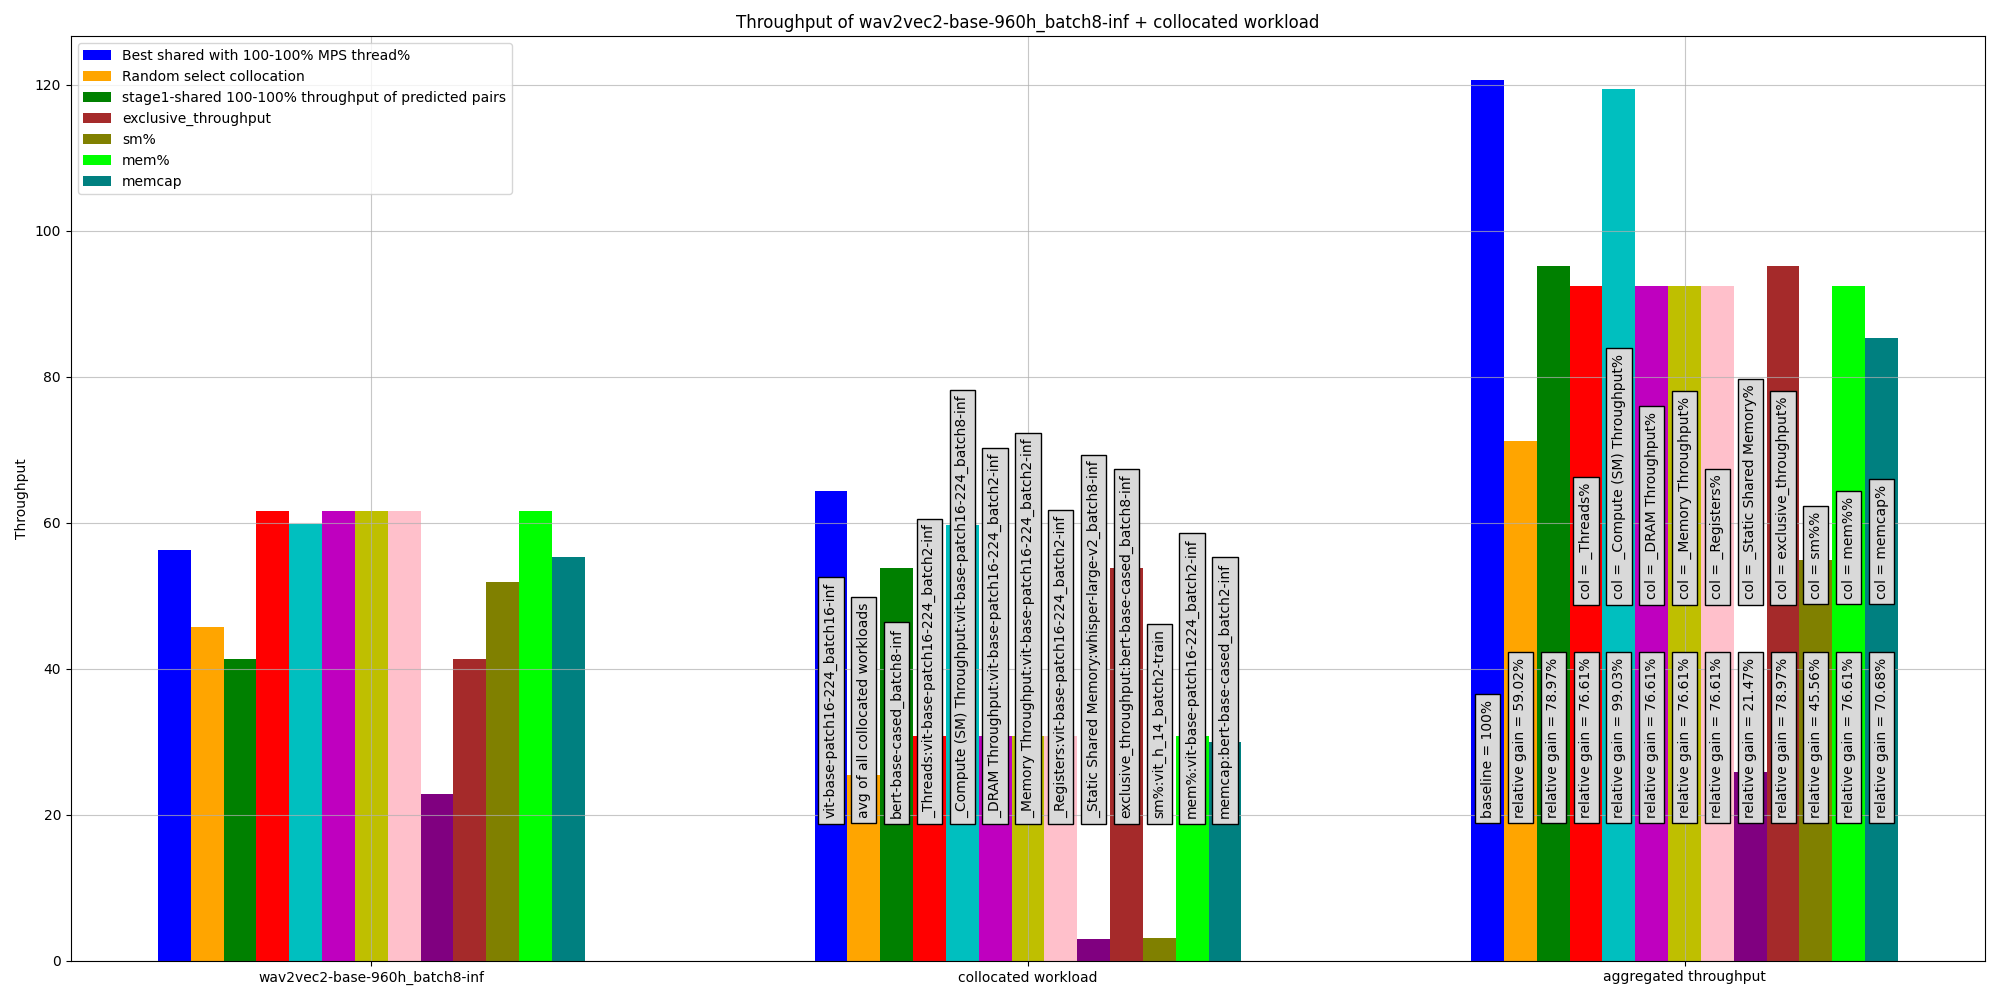 Throughput of wav2vec2-base-960h_batch8-inf + collocated workload
Best shared with 100-100% MPS thread%
Random select collocation
stage1-shared 100-100% throughput of predicted pairs
exclusive_throughput
sm%
mem%
memcap
Throughput
120
100
80
60
40
20
0
vit-base-patch16-224_batch16-inf
avg of all collocated workloads
bert-base-cased_batch8-inf
_Threads:vit-base-patch16-224_batch2-inf
_Compute (SM) Throughput:vit-base-patch16-224_batch8-inf
_DRAM Throughput:vit-base-patch16-224_batch2-inf
_Memory Throughput:vit-base-patch16-224_batch2-inf
_Registers:vit-base-patch16-224_batch2-inf
_Static Shared Memory:whisper-large-v2_batch8-inf
exclusive_throughput:bert-base-cased_batch8-inf
sm%:vit_h_14_batch2-train
mem%:vit-base-patch16-224_batch2-inf
memcap:bert-base-cased_batch2-inf
col = _Threads%
col = _Compute (SM) Throughput%
col = _DRAM Throughput%
col = _Memory Throughput%
col = _Registers%
col = _Static Shared Memory%
col = exclusive_throughput%
col = sm%%
col = mem%%
col = memcap%
baseline = 100%
relative gain = 59.02%
relative gain = 78.97%
relative gain = 76.61%
relative gain = 99.03%
relative gain = 76.61%
relative gain = 76.61%
relative gain = 76.61%
relative gain = 21.47%
relative gain = 78.97%
relative gain = 45.56%
relative gain = 76.61%
relative gain = 70.68%
wav2vec2-base-960h_batch8-inf
collocated workload
aggregated throughput